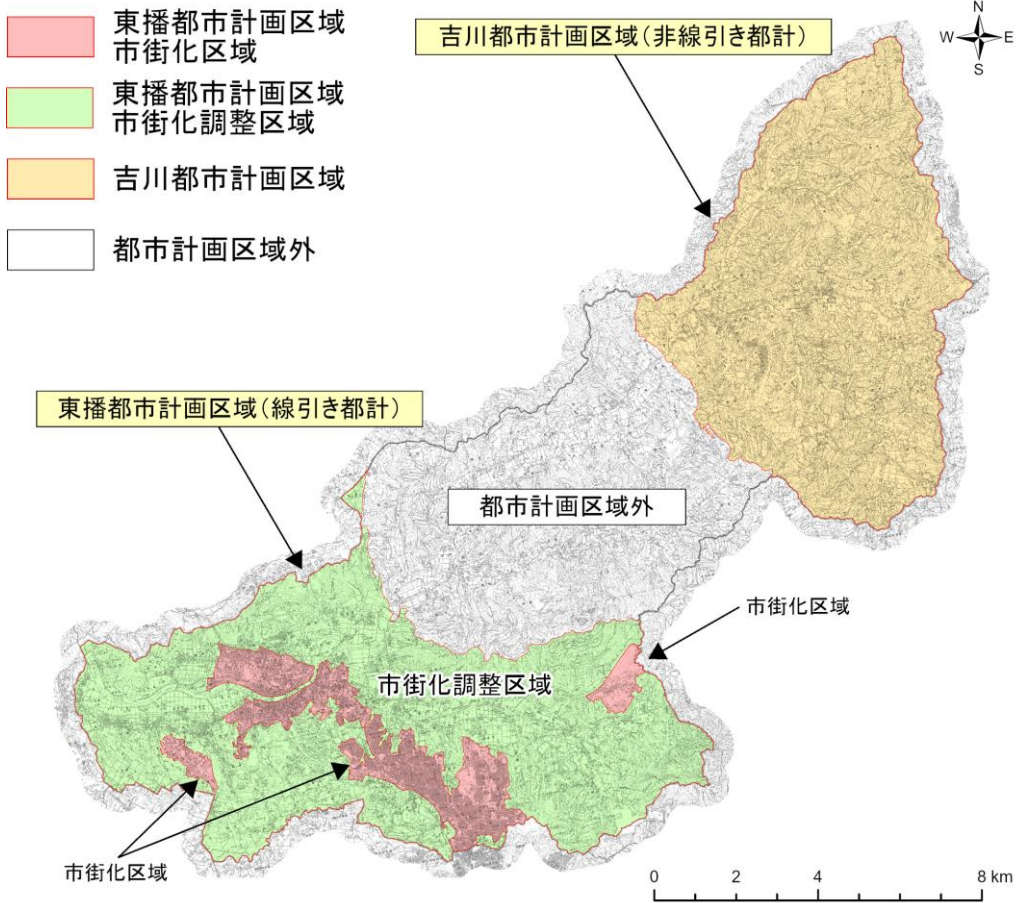 東播都市計画区域
市街化区域
東播都市計画区域
市街化調整区域
吉川都市計画区域
都市計画区域外
吉川都市計画区域(非線引き都計)
N
W E
S
東播都市計画区域(線引き都計)
都市計画区域外
市街化区域
市街化調整区域
市街化区域
0 2 4 8 km